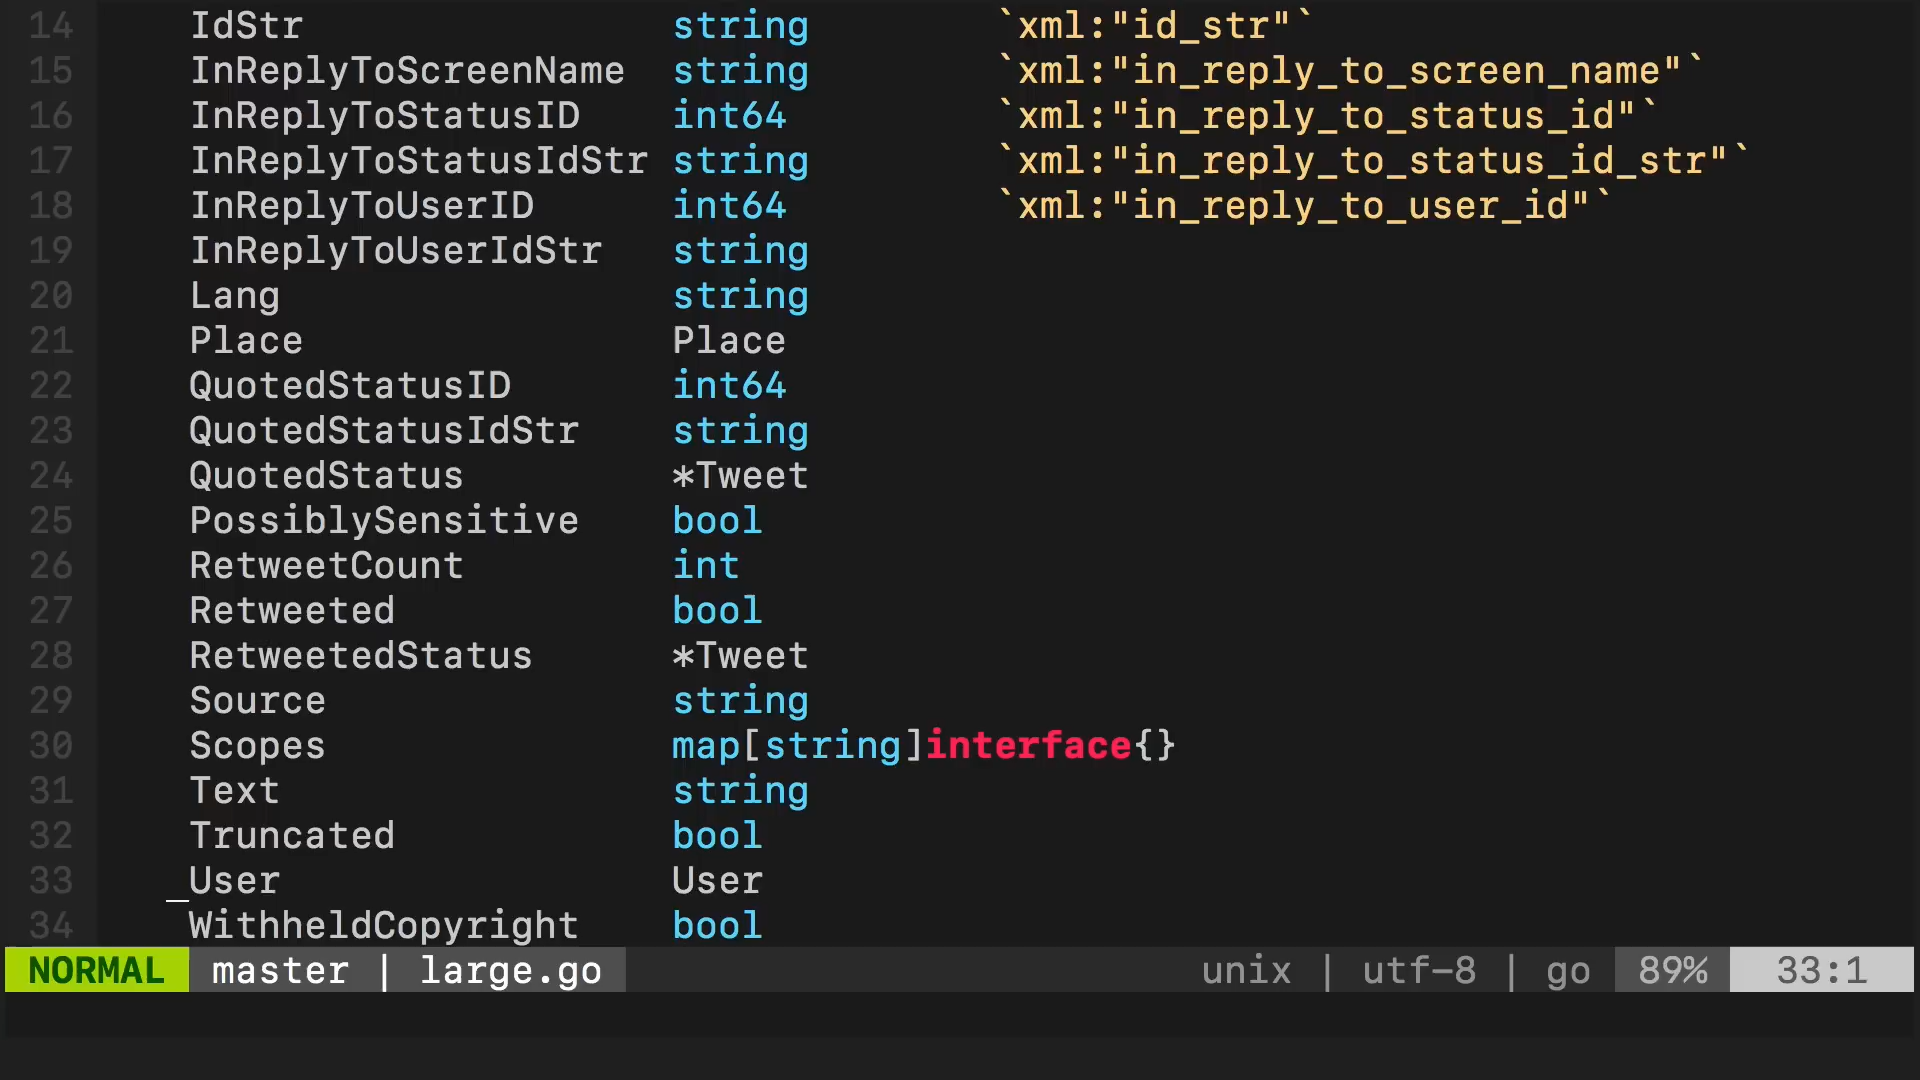 14 IdStr string `xml:"id_str"`
15 InReplyToScreenName string `xml:"in_reply_to_screen_name"`
16 InReplyToStatusID int64 `xml:"in_reply_to_status_id"`
17 InReplyToStatusIdStr string `xml:"in_reply_to_status_id_str"`
18 InReplyToUserID int64 `xml:"in_reply_to_user_id"`
19 InReplyToUserIdStr string
20 Lang string
21 Place Place
22 QuotedStatusID int64
23 QuotedStatusIdStr string
24 QuotedStatus *Tweet
25 PossiblySensitive bool
26 RetweetCount int
27 Retweeted bool
28 RetweetedStatus *Tweet
29 Source string
30 Scopes map[string]interface{}
31 Text string
32 Truncated bool
33 User User
34 WithheldCopyright bool
NORMAL master | large.go unix | utf-8 | go 89% 33:1